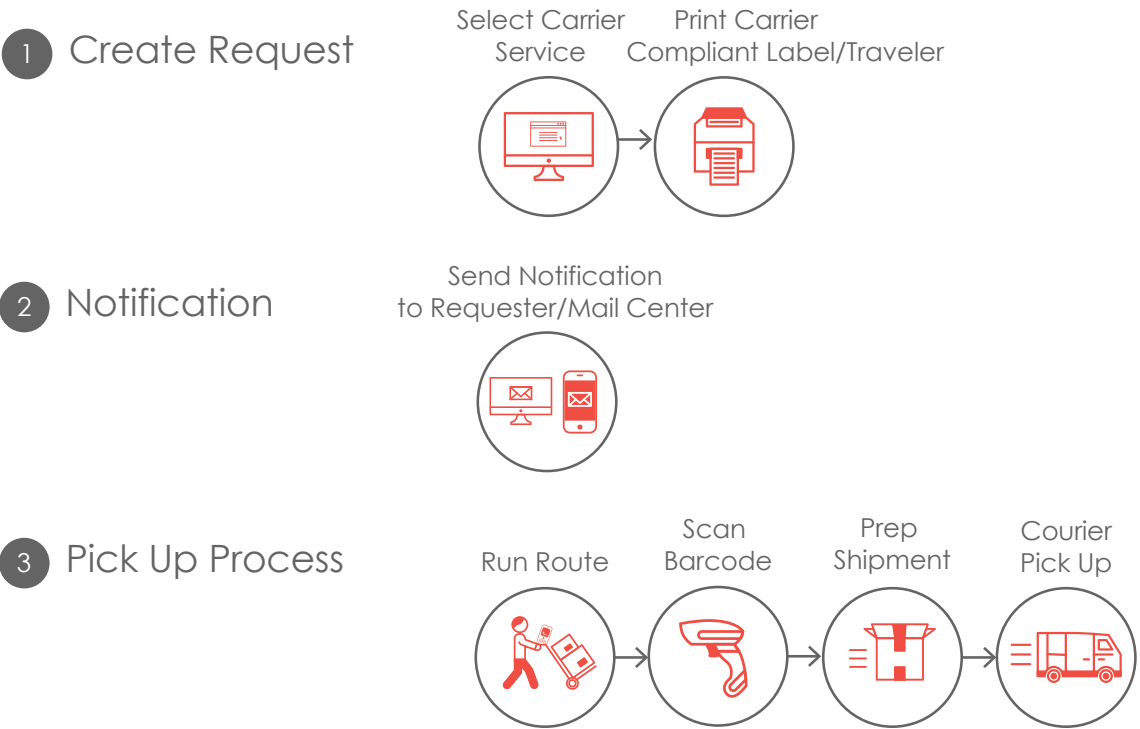 1 Create Request
Select Carrier
Service
Print Carrier
Compliant Label/Traveler
2 Notification
Send Notification
to Requester/Mail Center
3 Pick Up Process
Run Route
Scan
Barcode
Prep
Shipment
Courier
Pick Up